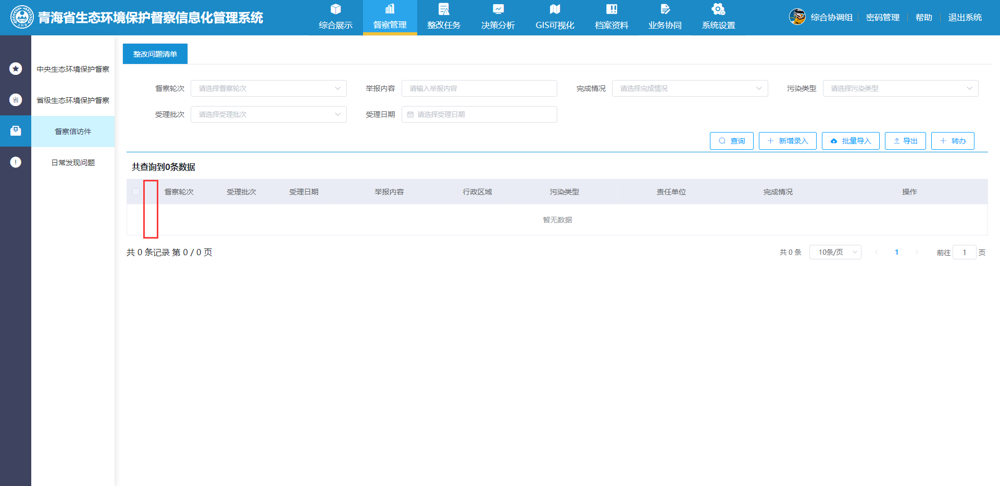 青海省生态环境保护督察信息化管理系统
综合展示 督察管理 整改任务 决策分析 GIS可视化 档案资料 业务协同 系统设置
综合协调组 密码管理 帮助 退出系统
ZHB
省
中央生态环境保护督察
省级生态环境保护督察
督察信访件
日常发现问题
整改问题清单
督察轮次 请选择督察轮次 举报内容 请输入举报内容 完成情况 请选择完成情况 污染类型 请选择污染类型
受理批次 请选择受理批次 受理日期 请选择受理日期
查询 新增录入 批量导入 导出 转办
共查询到0条数据
督察轮次 受理批次 受理日期 举报内容 行政区域 污染类型 责任单位 完成情况 操作
暂无数据
共 0 条记录 第 0 / 0 页
共 0 条 10条/页 1 前往 1 页